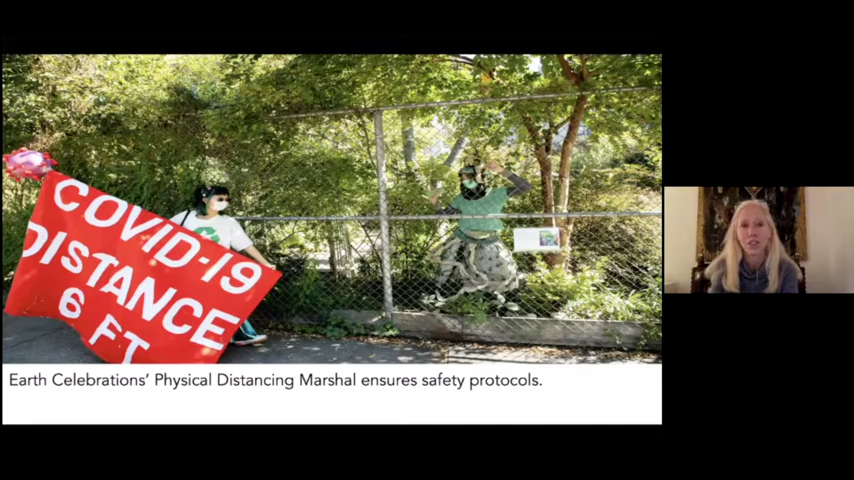 COVID-19
DISTANCE
6 FT
Earth Celebrations' Physical Distancing Marshal ensures safety protocols.